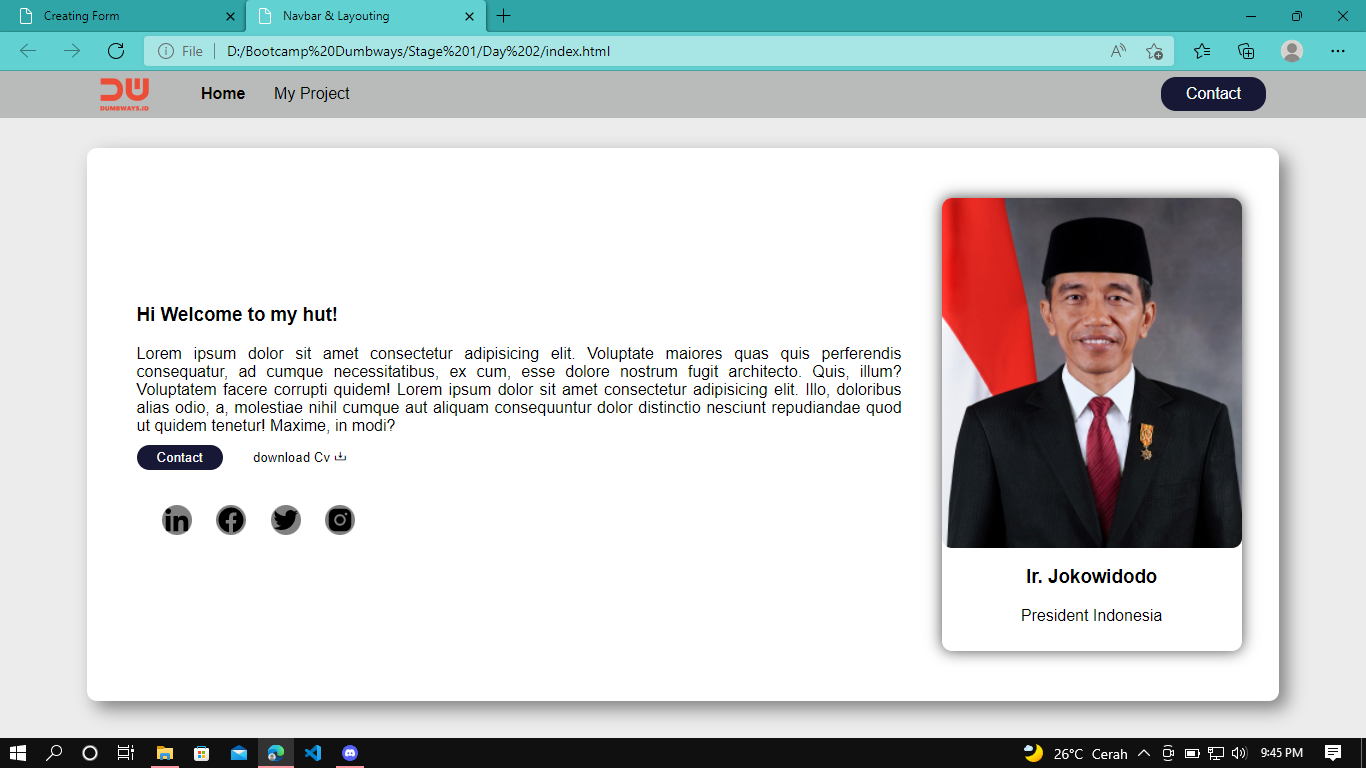 Creating Form
Navbar & Layouting
File
D:/Bootcamp%20Dumbways/Stage%201/Day%202/index.html
DUMBWAYS.ID
Home
My Project
Contact
Hi Welcome to my hut!
Lorem ipsum dolor sit amet consectetur adipisicing elit. Voluptate maiores quas quis perferendis
consequatur, ad cumque necessitatibus, ex cum, esse dolore nostrum fugit architecto. Quis, illum?
Voluptatem facere corrupti quidem! Lorem ipsum dolor sit amet consectetur adipisicing elit. Illo, doloribus
alias odio, a, molestiae nihil cumque aut aliquam consequuntur dolor distinctio nesciunt repudiandae quod
ut quidem tenetur! Maxime, in modi?
Contact
download Cv
Ir. Jokowidodo
President Indonesia
26°C Cerah
9:45 PM